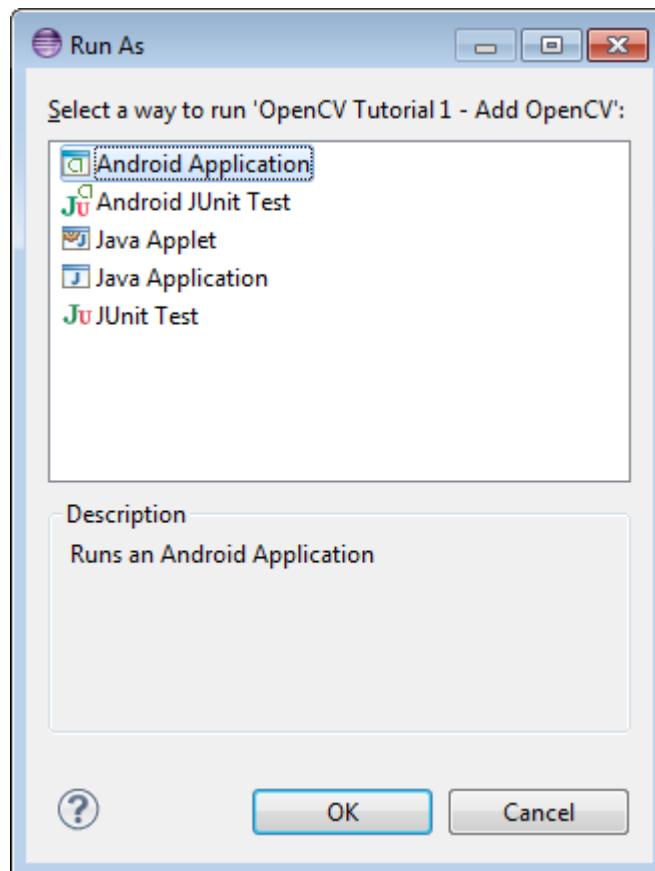 Run As
Select a way to run 'OpenCV Tutorial 1 - Add OpenCV':
Android Application
Android JUnit Test
Java Applet
Java Application
JUnit Test
Description
Runs an Android Application
OK
Cancel